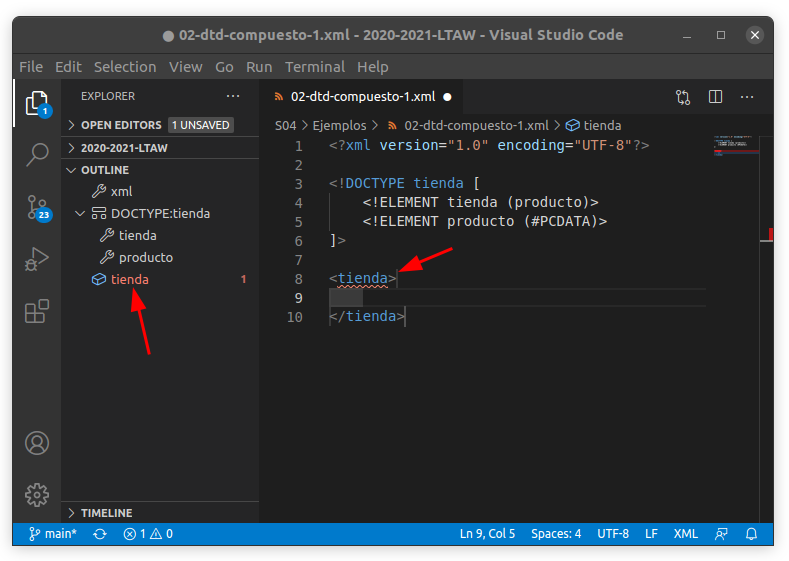 02-dtd-compuesto-1.xml - 2020-2021-LTAW - Visual Studio Code
File Edit Selection View Go Run Terminal Help
EXPLORER
OPEN EDITORS 1 UNSAVED
2020-2021-LTAW
OUTLINE
xml
DOCTYPE:tienda
tienda
producto
tienda 1
TIMELINE
1
23
02-dtd-compuesto-1.xml
S04 > Ejemplos > 02-dtd-compuesto-1.xml > tienda
1 <?xml version="1.0" encoding="UTF-8"?>
2
3 <!DOCTYPE tienda [
4 <!ELEMENT tienda (producto)>
5 <!ELEMENT producto (#PCDATA)>
6 ]>
7
8 <tienda>
9
10 </tienda>
main* 1 0 Ln 9, Col 5 Spaces: 4 UTF-8 LF XML